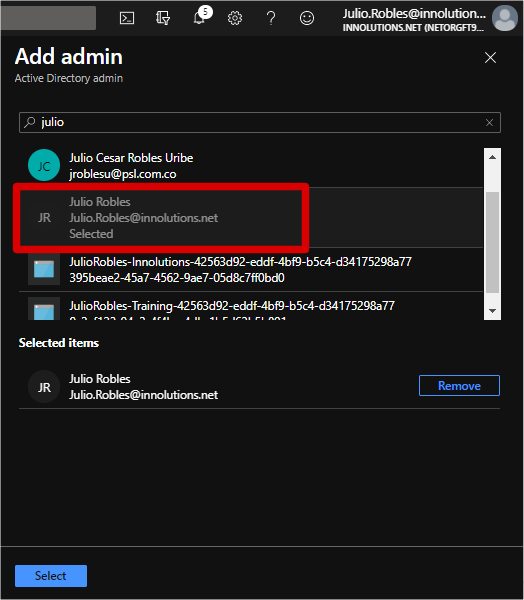 5
Julio.Robles@innolutions...
INNOLUTIONS.NET (NETORGFT9...
Add admin
Active Directory admin
julio
JC
Julio Cesar Robles Uribe
jroblesu@psl.com.co
JR
Julio Robles
Julio.Robles@innolutions.net
Selected
JulioRobles-Innolutions-42563d92-eddf-4bf9-b5c4-d34175298a77
395beae2-45a7-4562-9ae7-05d8c7ff0bd0
JulioRobles-Training-42563d92-eddf-4bf9-b5c4-d34175298a77
Selected items
JR
Julio Robles
Julio.Robles@innolutions.net
Remove
Select